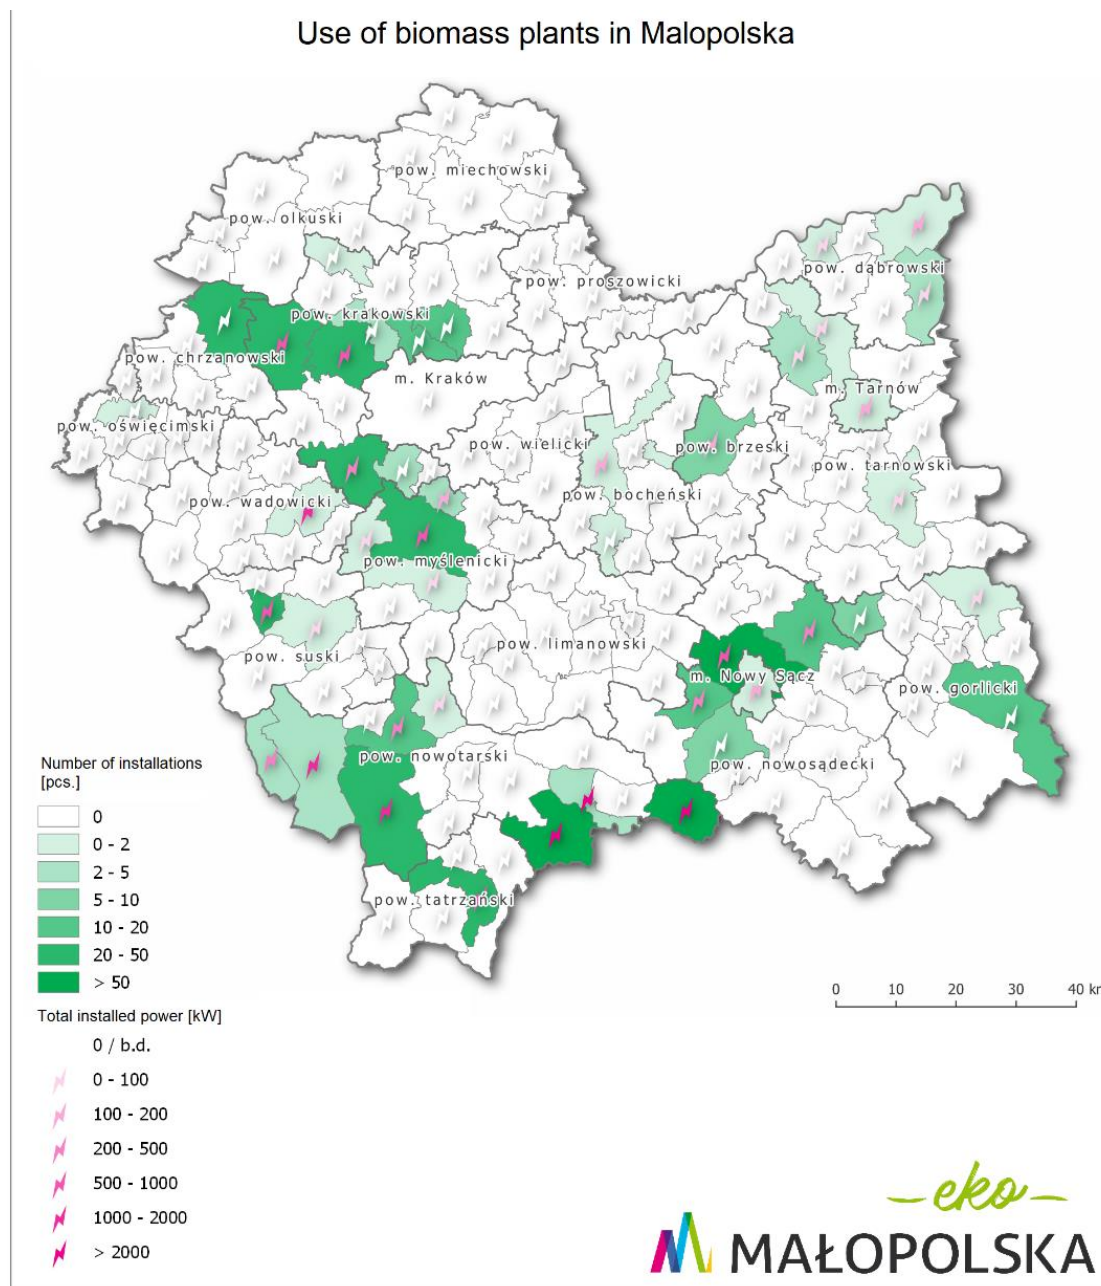 Use of biomass plants in Malopolska
pow. miechowski
pow. olkuski
pow. dąbrowski
pow. proszowicki
pow. krakowski
pow. chrzanowski
m. Kraków
m. Tarnów
pow. oświęcimski
pow. wielicki
pow. brzeski
pow. tarnowski
pow. wadowicki
pow. bocheński
pow. myślenicki
pow. limanowski
pow. suski
m. Nowy Sącz
pow. gorlicki
pow. nowotarski
pow. nowosądecki
pow. tatrzański
Number of installations
[pcs.]
0
0 - 2
2 - 5
5 - 10
10 - 20
20 - 50
> 50
0 10 20 30 40 km
Total installed power [kW]
0 / b.d.
0 - 100
100 - 200
200 - 500
500 - 1000
1000 - 2000
> 2000
eko
MAŁOPOLSKA